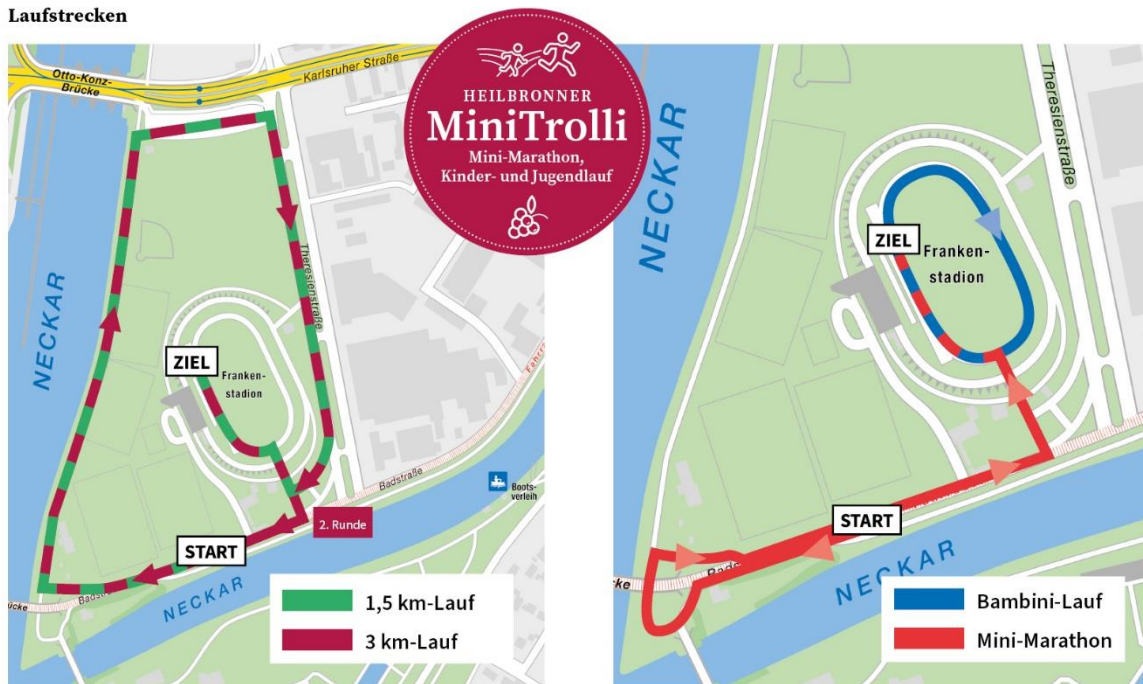 Laufstrecken
Otto-Konz-
Brücke
Karlsruher Straße
HEILBRONNER
MiniTrolli
Mini-Marathon,
Kinder- und Jugendlauf
NECKAR
Theresienstraße
ZIEL
Franken-
stadion
Badstraße
Boots-
verleih
2. Runde
START
NECKAR
1,5 km-Lauf
3 km-Lauf
NECKAR
Theresienstraße
ZIEL
Franken-
stadion
START
NECKAR
Bambini-Lauf
Mini-Marathon